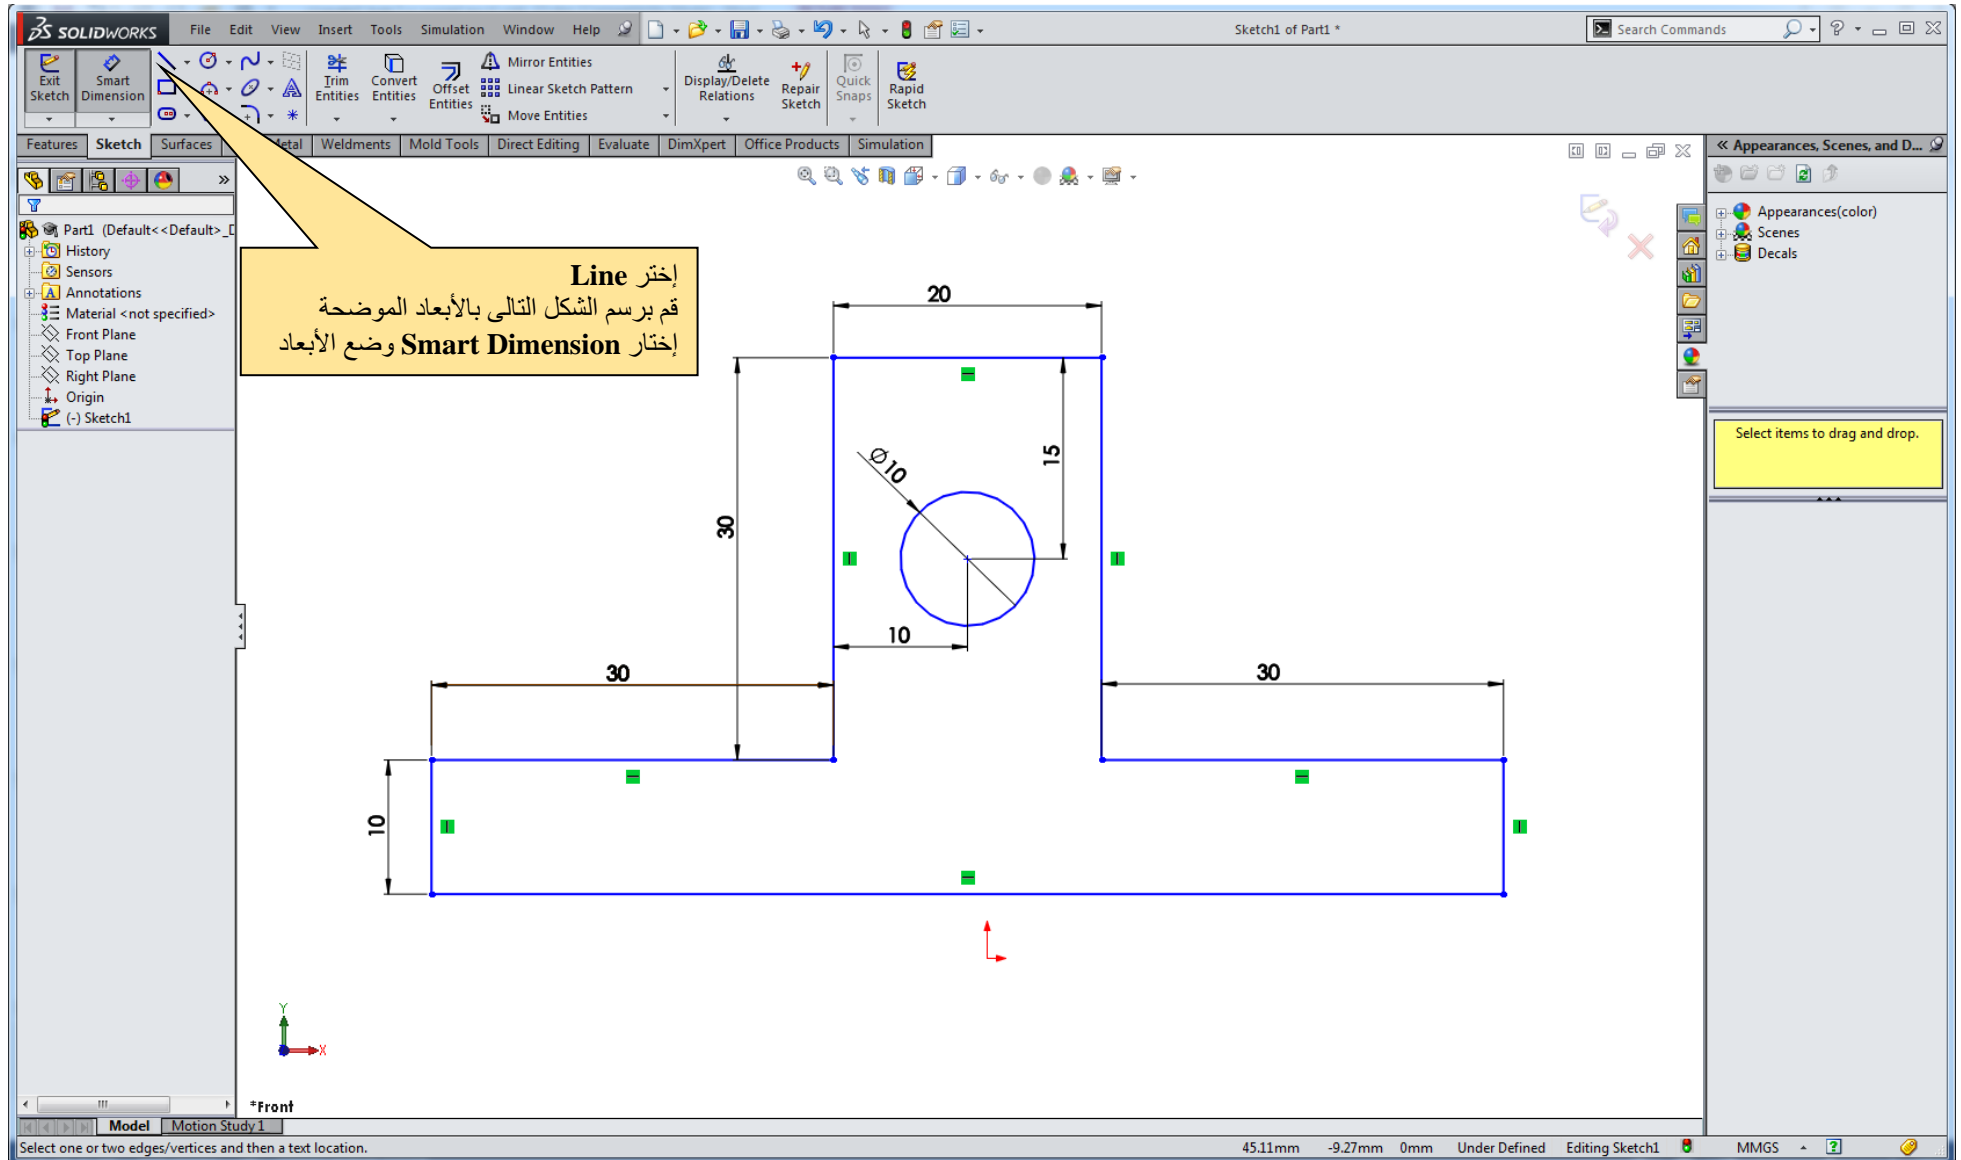 SOLIDWORKS File Edit View Insert Tools Simulation Window Help Sketch1 of Part1 * Search Commands
Exit Sketch
Smart Dimension
Trim Entities
Convert Entities
Offset Entities
Mirror Entities
Linear Sketch Pattern
Move Entities
Display/Delete Relations
Repair Sketch
Quick Snaps
Rapid Sketch
Features Sketch Surfaces Metal Weldments Mold Tools Direct Editing Evaluate DimXpert Office Products Simulation
Part1 (Default<<Default>_D
History
Sensors
Annotations
Material <not specified>
Front Plane
Top Plane
Right Plane
Origin
(-) Sketch1
إختر Line
قم برسم الشكل التالى بالأبعاد الموضحة
إختار Smart Dimension وضع الأبعاد
20
15
Ø10
30
10
30
30
10
Y
X
*Front
Appearances, Scenes, and D...
Appearances(color)
Scenes
Decals
Select items to drag and drop.
Model Motion Study 1
Select one or two edges/vertices and then a text location. 45.11mm -9.27mm 0mm Under Defined Editing Sketch1 MMGS